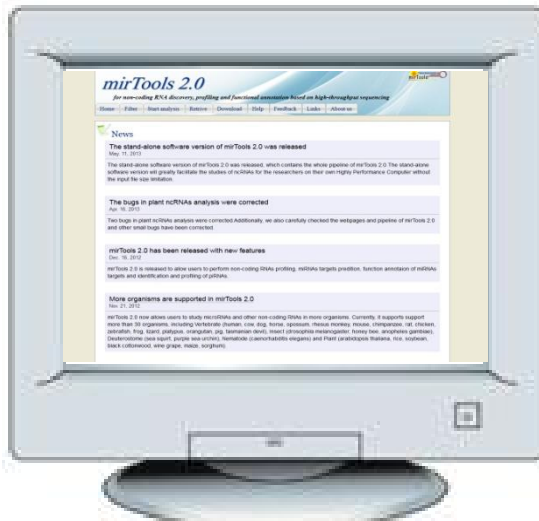 mirTools 2.0
for non-coding RNA discovery, profiling and functional annotation based on high-throughput sequencing
Home Filter Start analysis Retrive Download Help Feedback Links About us
News
The stand-alone software version of mirTools 2.0 was released
May. 11, 2013
The stand-alone software version of mirTools 2.0 was released, which contains the whole pipeline of mirTools 2.0. The stand-alone
software version will greatly facilitate the studies of ncRNAs for the researchers on their own Highly Performance Computer without
the input file size limitation.
The bugs in plant ncRNAs analysis were corrected
Apr. 16, 2013
Two bugs in plant ncRNAs analysis were corrected.Additionally, we also carefully checked the webpages and pipeline of mirTools 2.0
and other small bugs have been corrected.
mirTools 2.0 has been released with new features
Dec. 16, 2012
mirTools 2.0 is released to allow users to perform non-coding RNAs profiling, miRNAs targets predition, function annotaion of miRNAs
targets and identification and profiling of piRNAs.
More organisms are supported in mirTools 2.0
Nov. 21, 2012
mirTools 2.0 now allows users to study microRNAs and other non-coding RNAs in more organisms. Currently, it supports support
more than 30 organisms, including Vertebrate (human, cow, dog, horse, opossum, rhesus monkey, mouse, chimpanzee, rat, chicken,
zebrafish, frog, lizard, platypus, orangutan, pig, tasmanian devil), Insect (drosophila melanogaster, honey bee, anopheles gambiae),
Deuterostome (sea squirt, purple sea urchin), Nematode (caenorhabditis elegans) and Plant (arabidopsis thaliana, rice, soybean,
black cottonwood, wine grape, maize, sorghum).